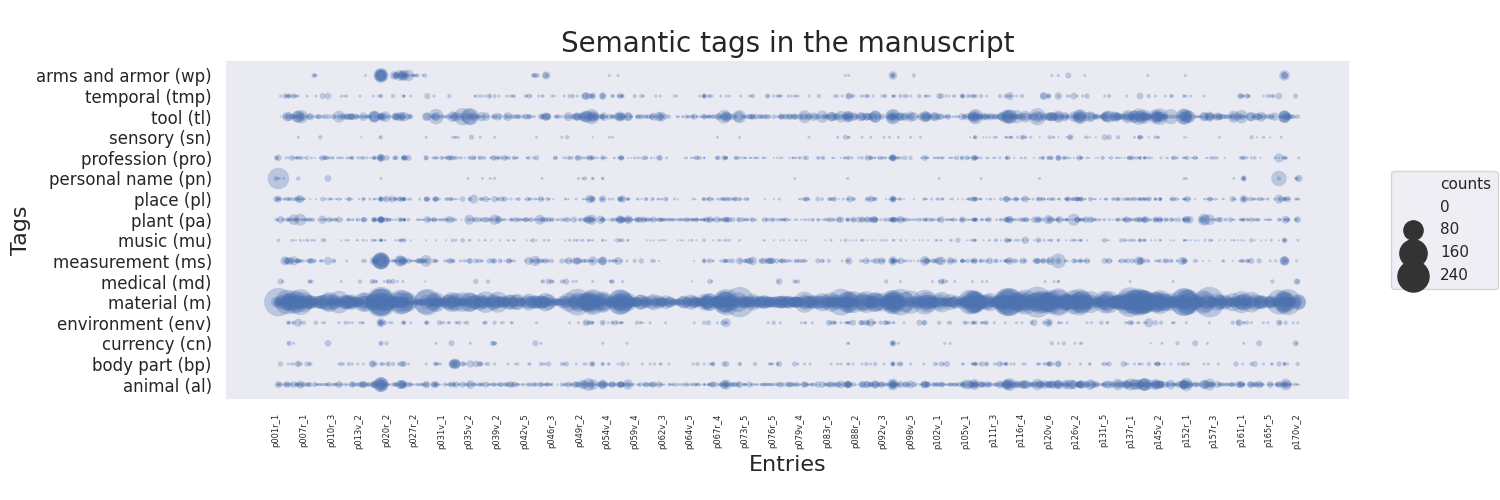 Semantic tags in the manuscript
arms and armor (wp)
temporal (tmp)
tool (tl)
sensory (sn)
profession (pro)
personal name (pn)
place (pl)
plant (pa)
music (mu)
measurement (ms)
medical (md)
material (m)
environment (env)
currency (cn)
body part (bp)
animal (al)
Tags
counts
0
80
160
240
p001r_1
p007r_1
p010r_3
p013v_2
p020r_2
p027r_2
p031v_1
p035v_2
p039v_2
p042v_5
p046r_3
p049r_2
p054v_4
p059v_4
p062v_3
p064v_5
p067r_4
p073r_5
p076r_5
p079v_4
p083r_5
p088r_2
p092v_3
p098v_5
p102v_1
p105v_1
p111r_3
p116r_4
p120v_6
p126v_2
p131r_5
p137r_1
p145v_2
p152r_1
p157r_3
p161r_1
p165r_5
p170v_2
Entries